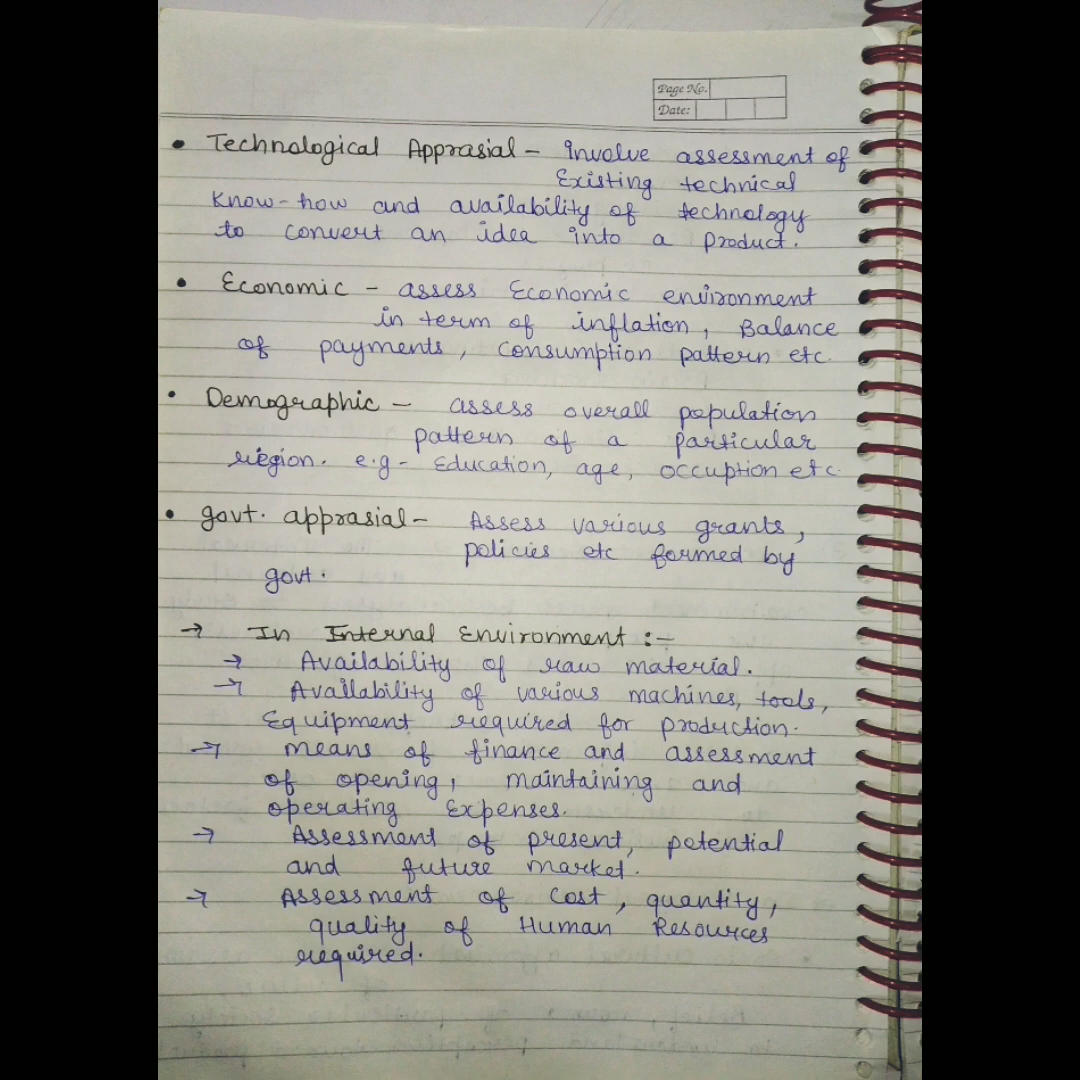 Page No.
Date:
• Technological Apprasial - involve assessment of
Existing technical
Know-how and availability of technology
to convert an idea into a product.
• Economic - assess Economic environment
in term of inflation, Balance
of payments, consumption pattern etc.
• Demographic - assess overall population
pattern of a particular
region. e.g - Education, age, occuption etc.
• govt. apprasial - Assess various grants,
policies etc formed by
govt.
→ In Internal Environment :-
→ Availability of raw material.
→ Availability of various machines, tools,
Equipment required for production.
→ means of finance and assessment
of opening, maintaining and
operating Expenses.
→ Assessment of present, potential
and future market.
→ Assessment of cost, quantity,
quality of Human Resources
required.